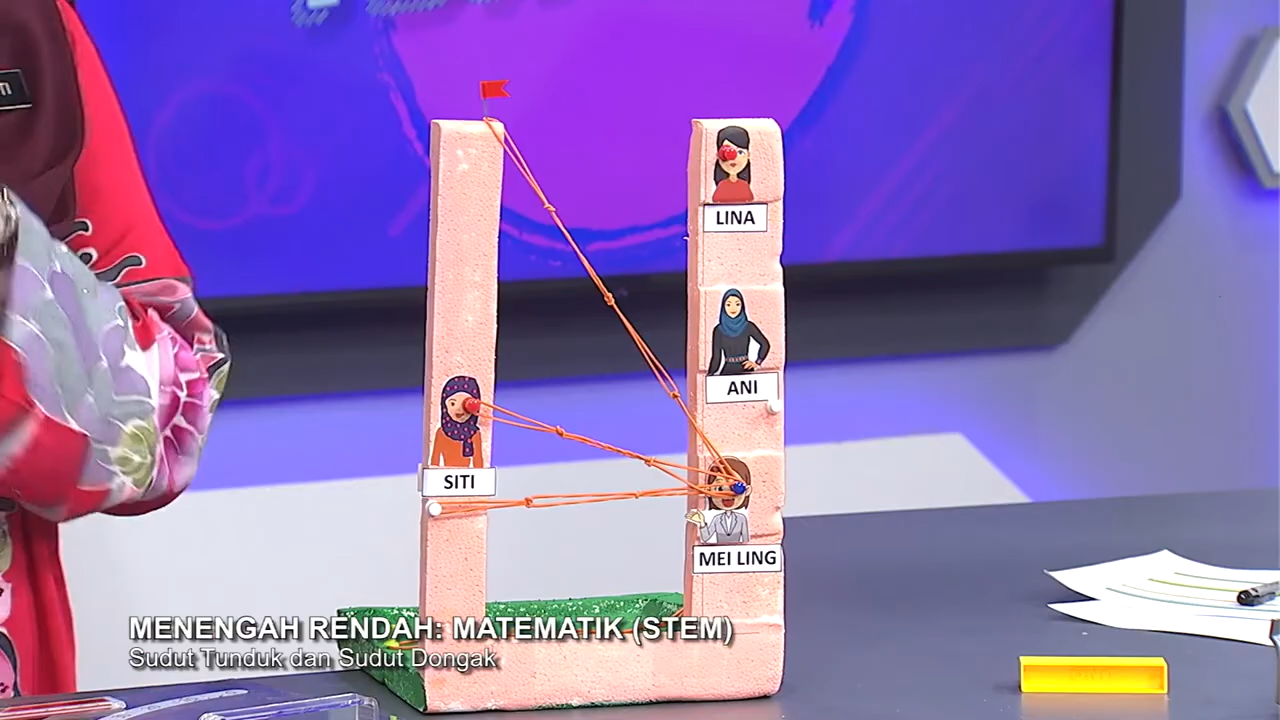 LINA
ANI
SITI
MEI LING
MENENGAH RENDAH: MATEMATIK (STEM)
Sudut Tunduk dan Sudut Dongak